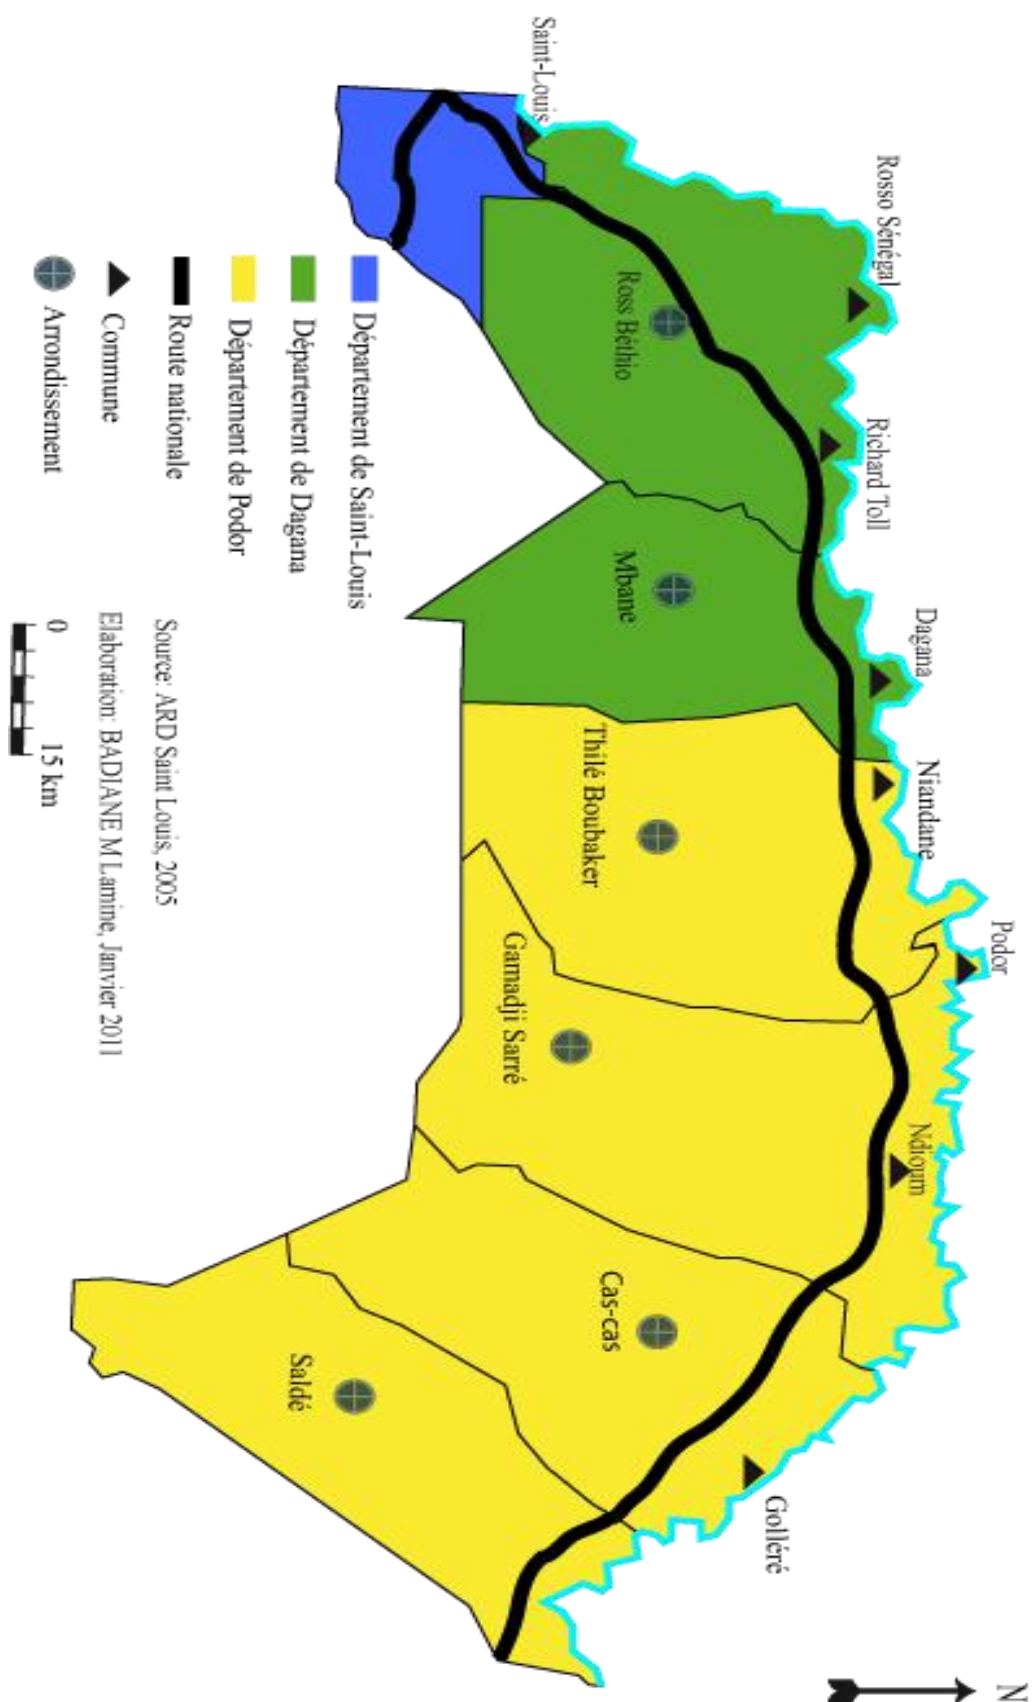 N
Saint-Louis
Rosso Sénégal
Richard Toll
Dagana
Niandane
Podor
Ndioum
Golléré
Ross Béthio
Mbane
Thilé Boubaker
Gamadji Sarré
Cas-cas
Saldé
Département de Saint-Louis
Département de Dagana
Département de Podor
Route nationale
Commune
Arrondissement
Source: ARD Saint Louis, 2005
Elaboration: BADIANE M Lamine, Janvier 2011
0 15 km